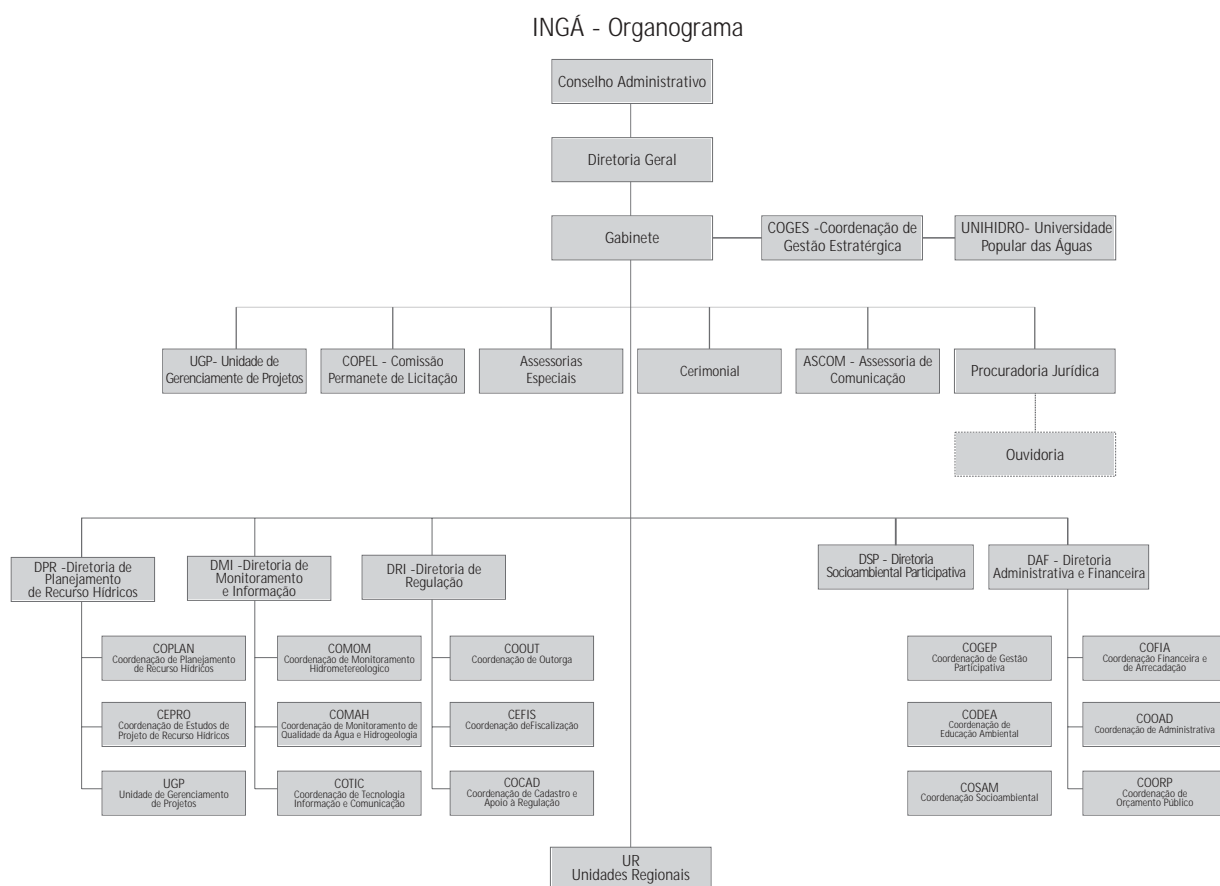 INGÁ - Organograma
Conselho Administrativo
Diretoria Geral
Gabinete
COGES -Coordenação de
Gestão Estratérgica
UNIHIDRO- Universidade
Popular das Águas
UGP- Unidade de
Gerenciamente de Projetos
COPEL - Comissão
Permanete de Licitação
Assessorias
Especiais
Cerimonial
ASCOM - Assessoria de
Comunicação
Procuradoria Jurídica
Ouvidoria
DPR -Diretoria de
Planejamento
de Recurso Hídricos
DMI -Diretoria de
Monitoramento
e Informação
DRI -Diretoria de
Regulação
DSP - Diretoria
Socioambiental Participativa
DAF - Diretoria
Administrativa e Financeira
COPLAN
Coordenação de Planejamento
de Recurso Hídricos
COMOM
Coordenação de Monitoramento
Hidrometereologico
COOUT
Coordenação de Outorga
COGEP
Coordenação de Gestão
Participativa
COFIA
Coordenação Financeira e
de Arrecadação
CEPRO
Coordenação de Estudos de
Projeto de Recurso Hídricos
COMAH
Coordenação de Monitoramento de
Qualidade da Água e Hidrogeologia
CEFIS
Coordenação deFiscalização
CODEA
Coordenação de
Educação Ambiental
COOAD
Coordenação de Administrativa
UGP
Unidade de Gerenciamento
de Projetos
COTIC
Coordenação de Tecnologia
Informação e Comunicação
COCAD
Coordenação de Cadastro e
Apoio à Regulação
COSAM
Coordenação Socioambiental
COORP
Coordenação de
Orçamento Público
UR
Unidades Regionais